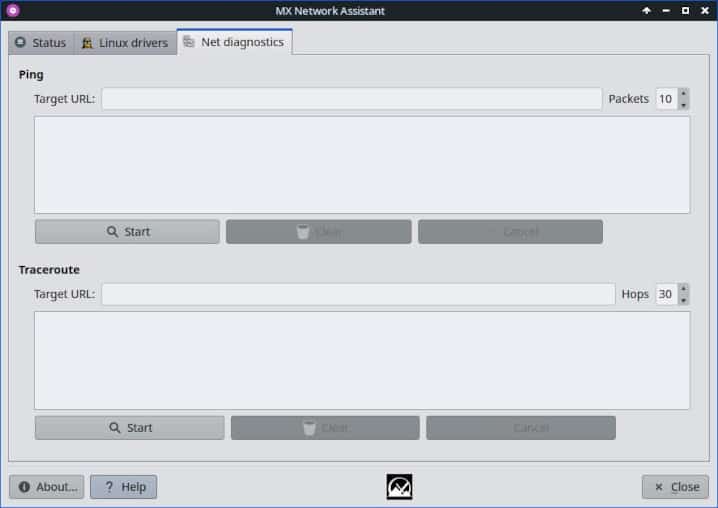 MX Network Assistant
Status Linux drivers Net diagnostics
Ping
Target URL: Packets 10
Start Clear Cancel
Traceroute
Target URL: Hops 30
Start Clear Cancel
About... Help Close